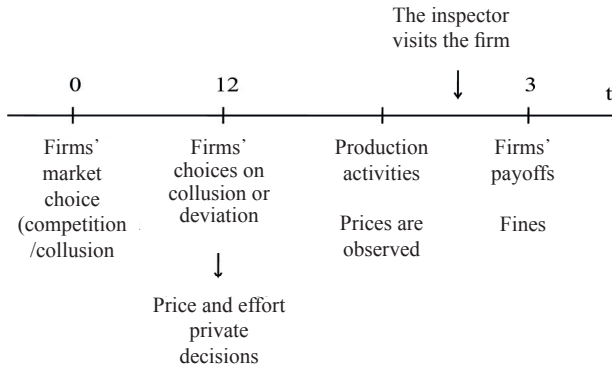 The inspector
visits the firm
0
12
3
t
Firms'
market
choice
(competition
/collusion
Firms'
choices on
collusion or
deviation
Production
activities
Prices are
observed
Firms'
payoffs
Fines
Price and effort
private
decisions